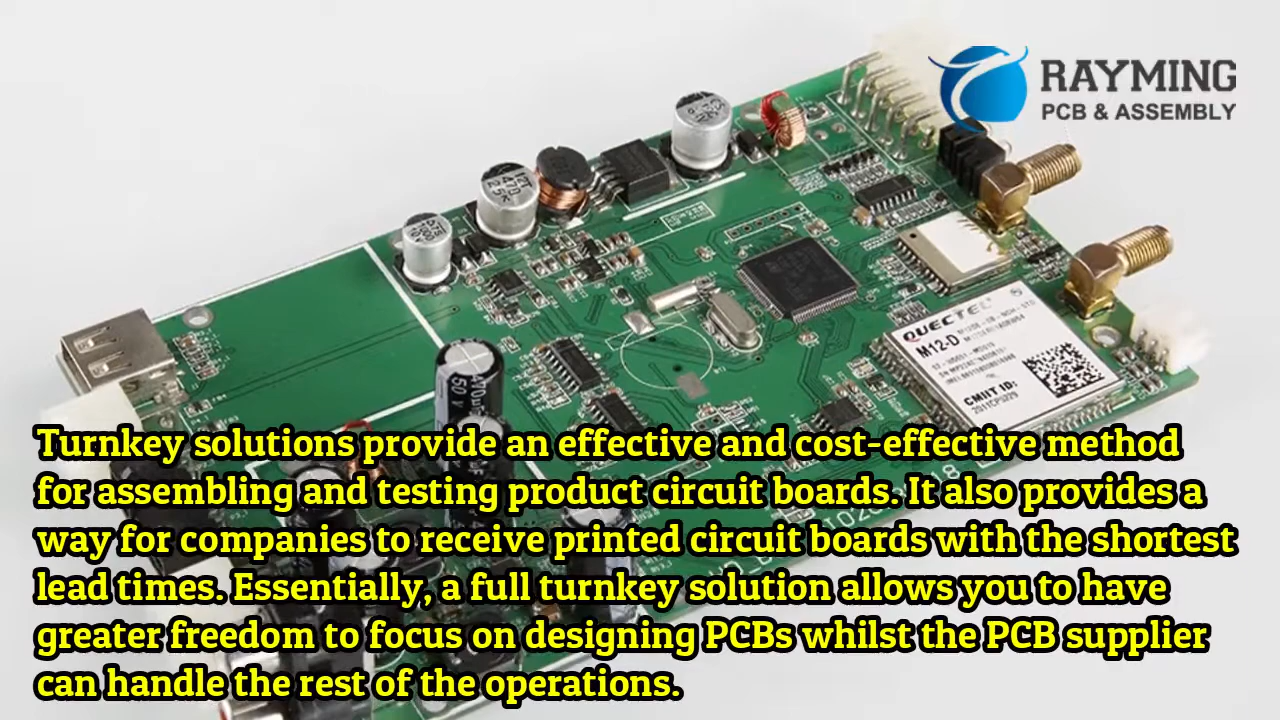 RAYMING
PCB & ASSEMBLY
QUECTEL
M12-D
CMIIT ID:
50 V
Turnkey solutions provide an effective and cost-effective method
for assembling and testing product circuit boards. It also provides a
way for companies to receive printed circuit boards with the shortest
lead times. Essentially, a full turnkey solution allows you to have
greater freedom to focus on designing PCBs whilst the PCB supplier
can handle the rest of the operations.